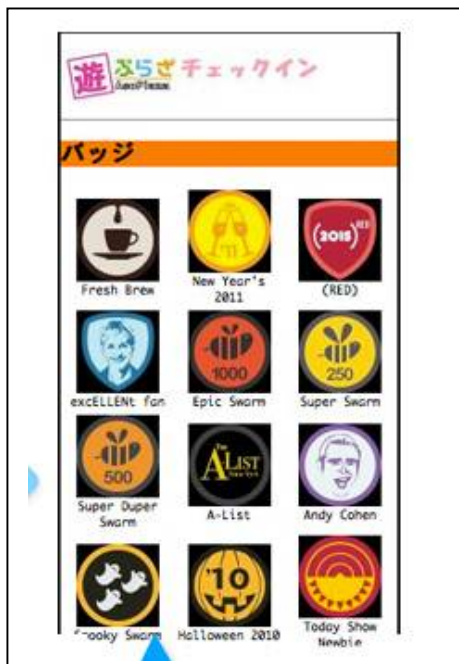 遊 ぷらざ チェックイン
AsoPlaza
バッジ
'11
(2015)RED
Fresh Brew
New Year's
2011
(RED)
1000
250
excELLENt fan
Epic Swarm
Super Swarm
500
THE
A LIST
NEW YORK
Super Duper
Swarm
A-List
Andy Cohen
'10
Spooky Swarm
Halloween 2010
Today Show
Newbie